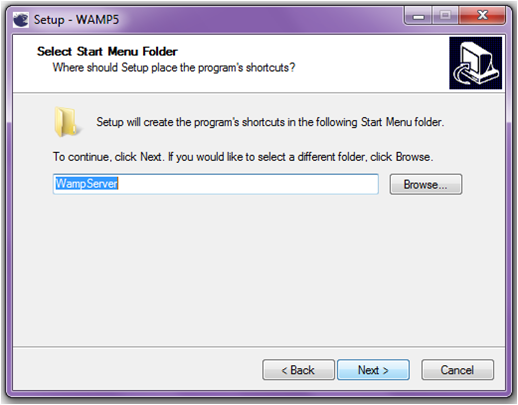 Setup - WAMP5
Select Start Menu Folder
Where should Setup place the program's shortcuts?
Setup will create the program's shortcuts in the following Start Menu folder.
To continue, click Next. If you would like to select a different folder, click Browse.
WampServer
Browse...
< Back
Next >
Cancel